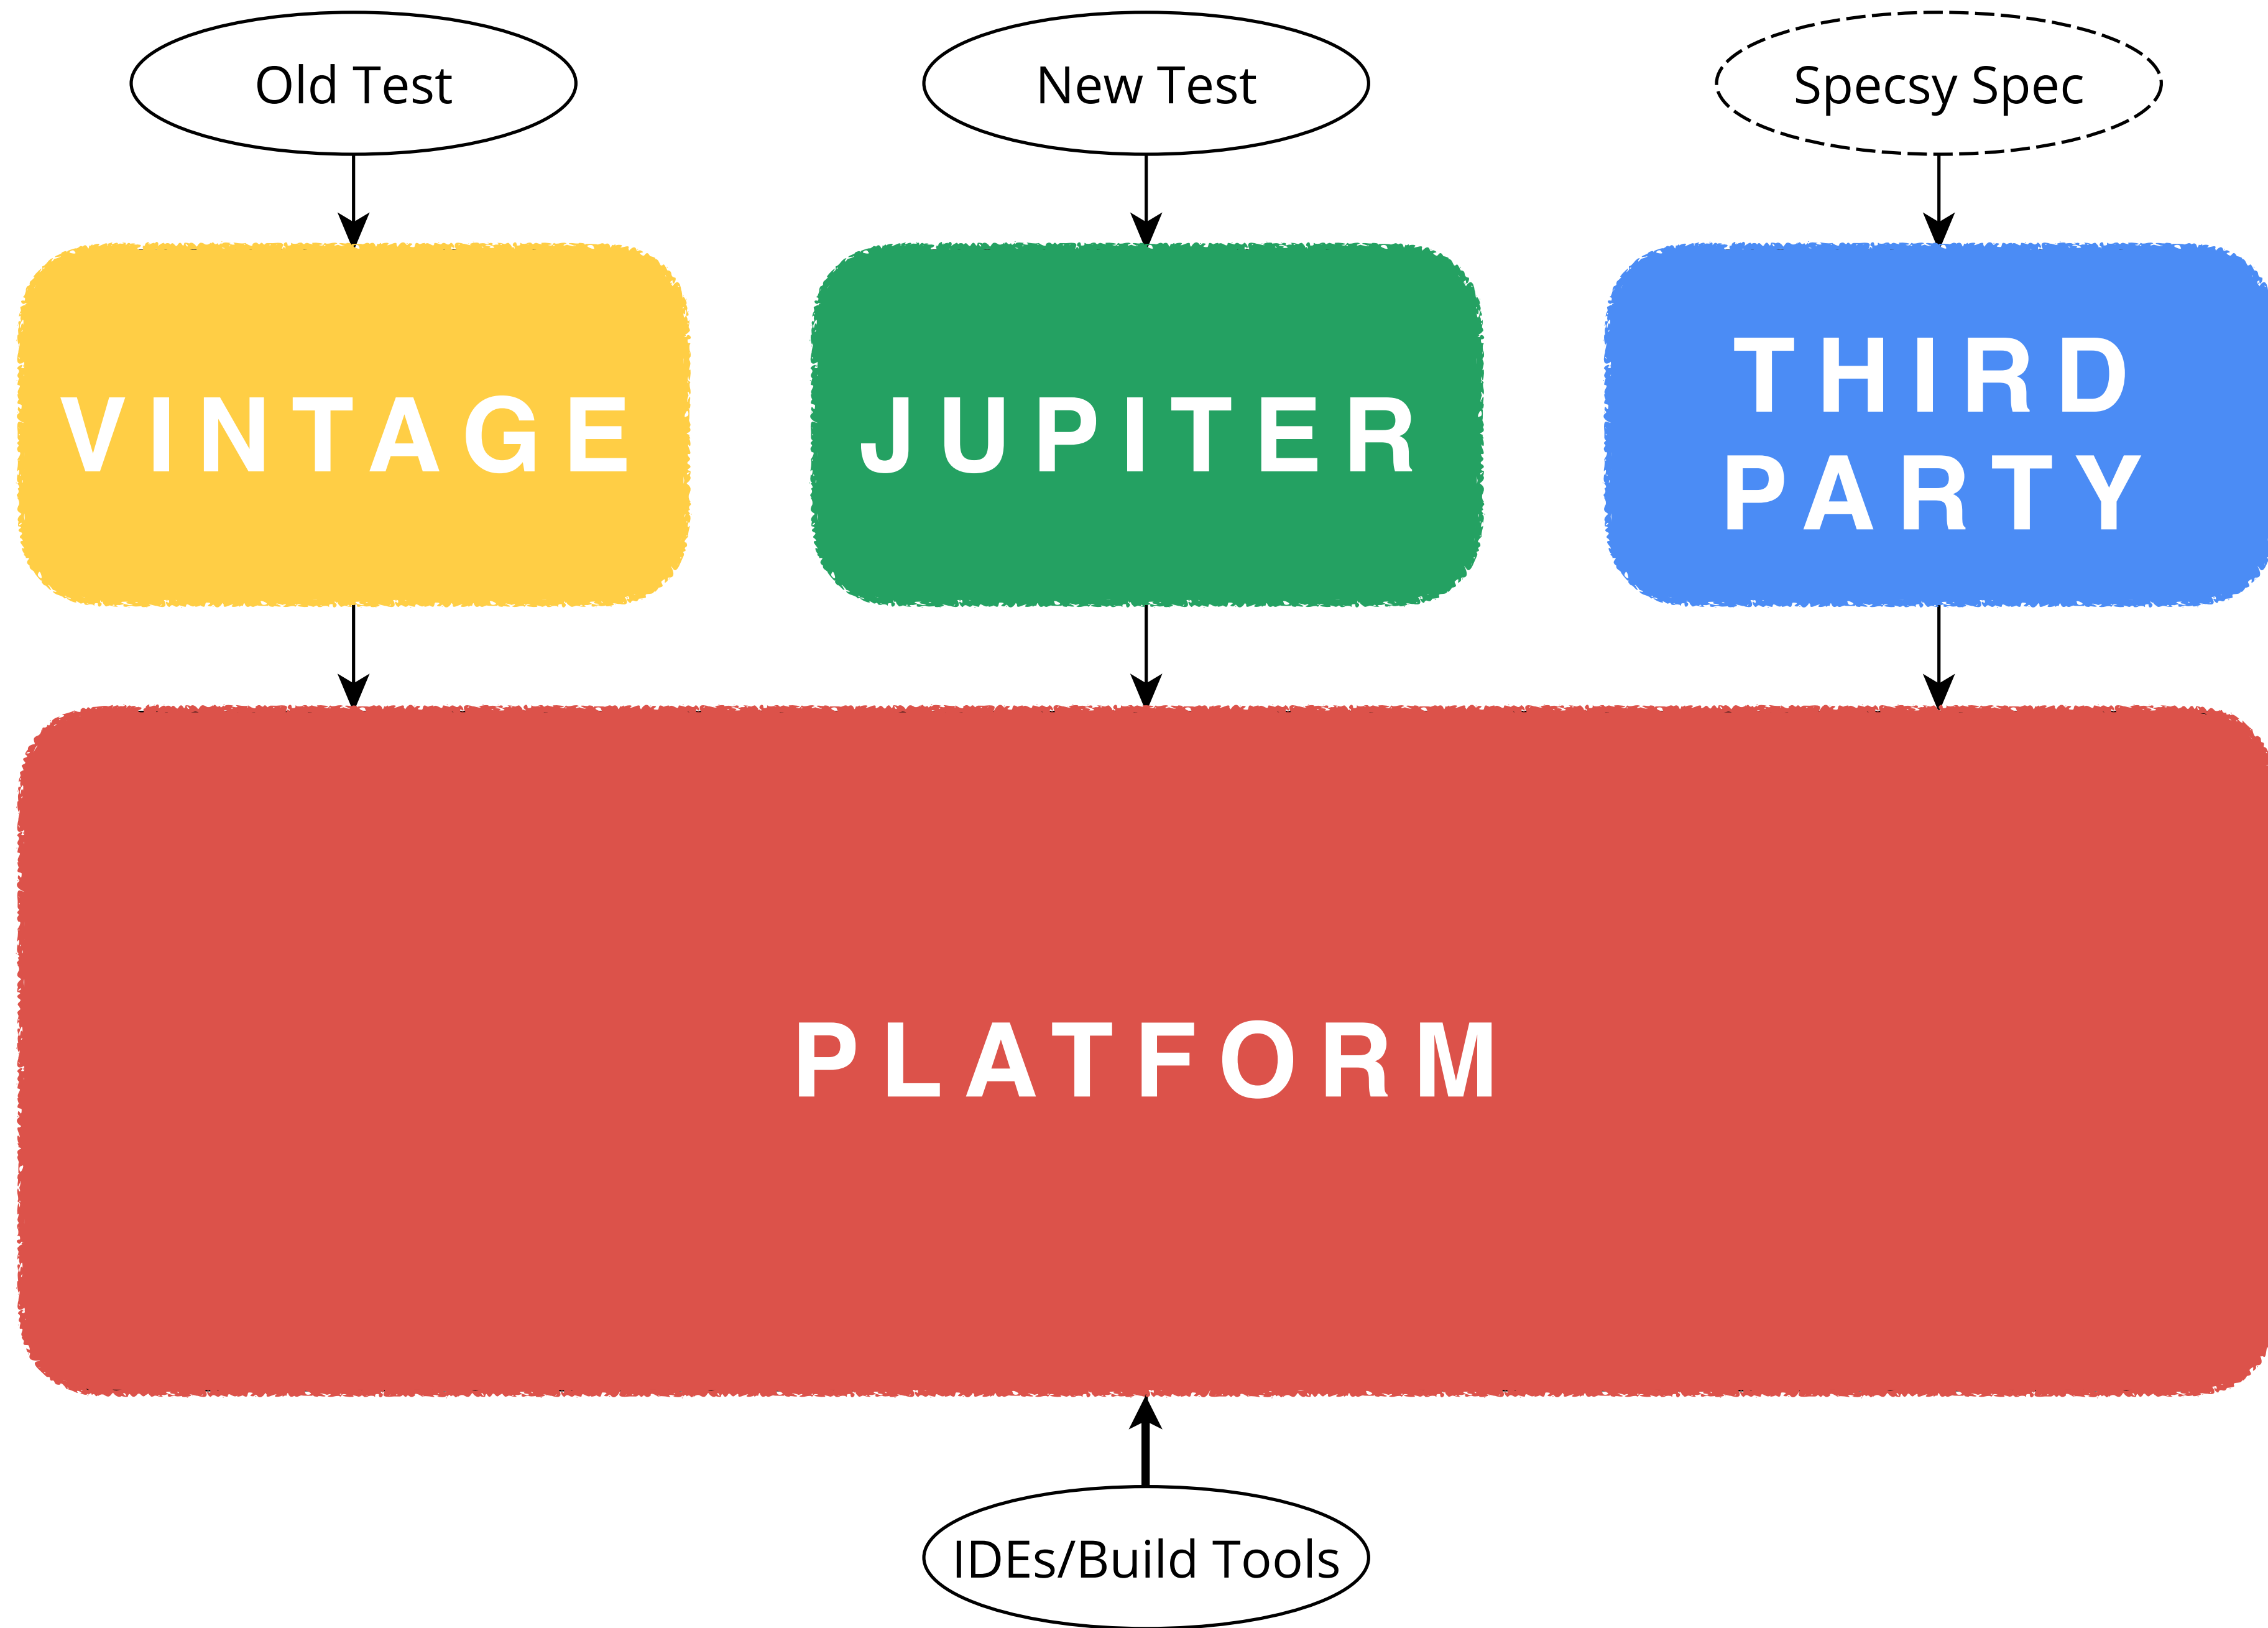 Old Test
New Test
Specsy Spec
VINTAGE
JUPITER
THIRD
PARTY
PLATFORM
IDEs/Build Tools